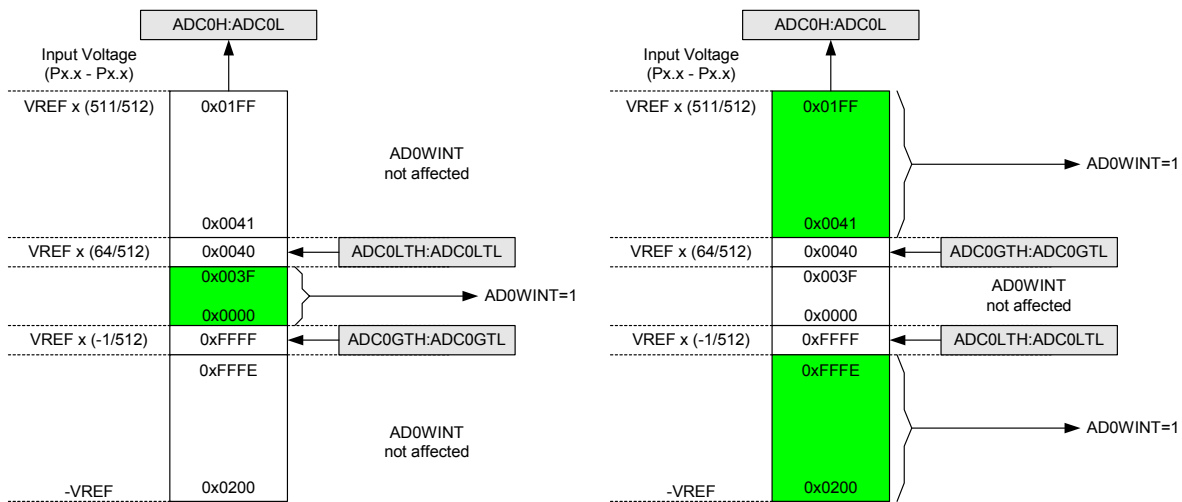 ADC0H:ADC0L
Input Voltage
(Px.x - Px.x)
VREF x (511/512)
0x01FF
AD0WINT
not affected
0x0041
VREF x (64/512)
0x0040
ADC0LTH:ADC0LTL
0x003F
AD0WINT=1
0x0000
VREF x (-1/512)
0xFFFF
ADC0GTH:ADC0GTL
0xFFFE
AD0WINT
not affected
-VREF
0x0200
ADC0H:ADC0L
Input Voltage
(Px.x - Px.x)
VREF x (511/512)
0x01FF
AD0WINT=1
0x0041
VREF x (64/512)
0x0040
ADC0GTH:ADC0GTL
0x003F
AD0WINT
not affected
0x0000
VREF x (-1/512)
0xFFFF
ADC0LTH:ADC0LTL
0xFFFE
AD0WINT=1
-VREF
0x0200